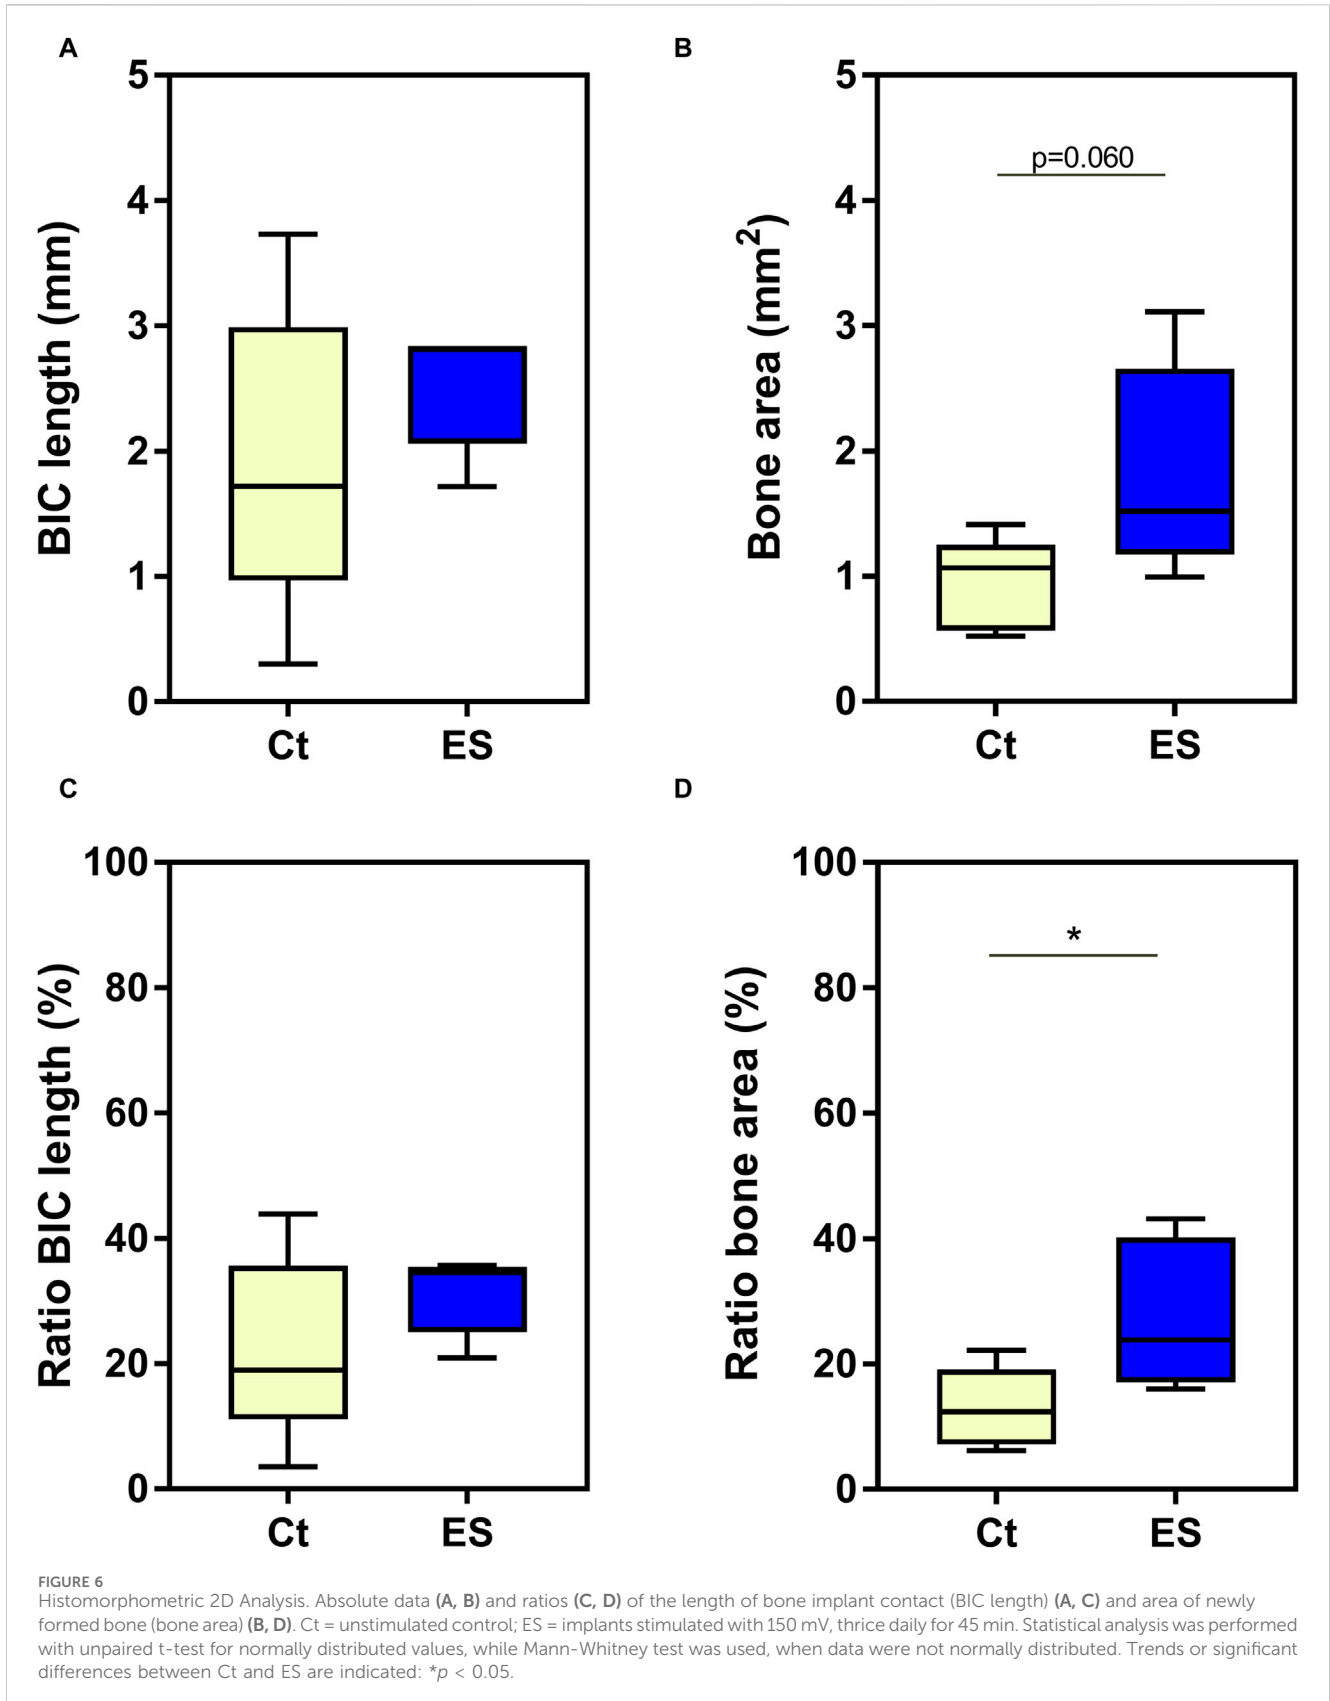 A
5
4
3
2
1
0
BIC length (mm)
Ct
ES
B
5
4
3
2
1
0
Bone area (mm²)
p=0.060
Ct
ES
C
100
80
60
40
20
0
Ratio BIC length (%)
Ct
ES
D
100
80
60
40
20
0
Ratio bone area (%)
*
Ct
ES
FIGURE 6
Histomorphometric 2D Analysis. Absolute data (A, B) and ratios (C, D) of the length of bone implant contact (BIC length) (A, C) and area of newly
formed bone (bone area) (B, D). Ct = unstimulated control; ES = implants stimulated with 150 mV, thrice daily for 45 min. Statistical analysis was performed
with unpaired t-test for normally distributed values, while Mann-Whitney test was used, when data were not normally distributed. Trends or significant
differences between Ct and ES are indicated: *p < 0.05.